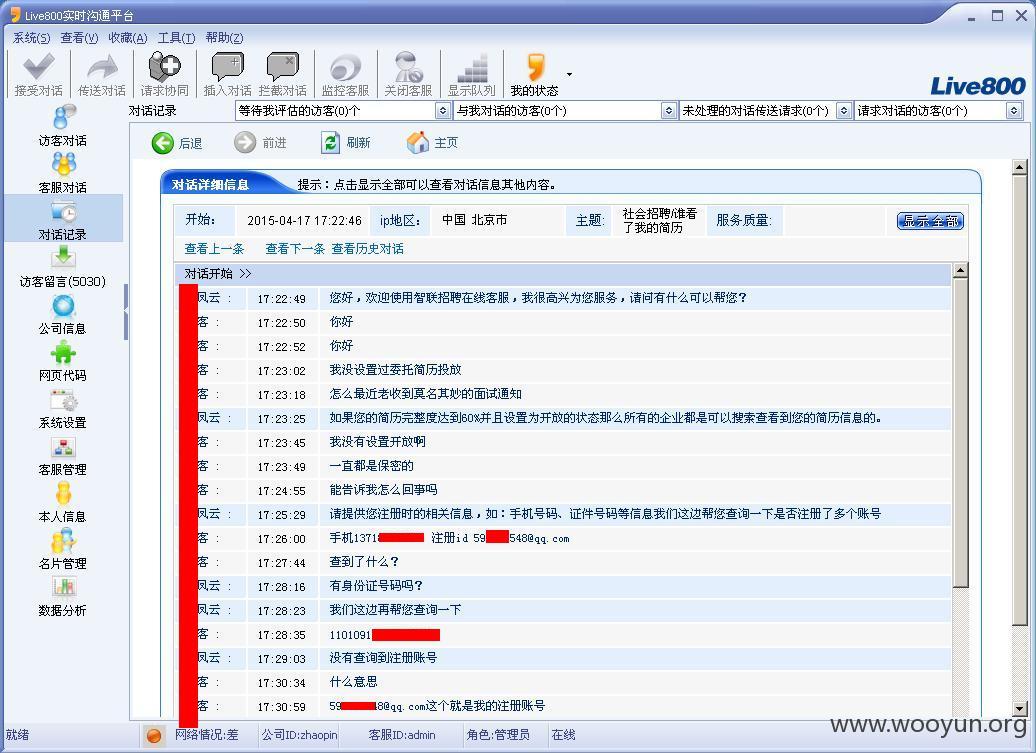 Live800实时沟通平台
系统(S) 查看(V) 收藏(A) 工具(T) 帮助(Z)
接受对话 传送对话 请求协同 插入对话 拦截对话 监控客服 关闭客服 显示队列 我的状态
Live800
对话记录 等待我评估的访客(0)个 与我对话的访客(0个) 未处理的对话传送请求(0个) 请求对话的访客(0个)
访客对话
客服对话
对话记录
访客留言(5030)
公司信息
网页代码
系统设置
客服管理
本人信息
名片管理
数据分析
后退 前进 刷新 主页
对话详细信息 提示：点击显示全部可以查看对话信息其他内容。
开始： 2015-04-17 17:22:46 ip地区： 中国 北京市 主题： 社会招聘/谁看了我的简历 服务质量： 显示全部
查看上一条 查看下一条 查看历史对话
对话开始 >>
凤云 ： 17:22:49 您好，欢迎使用智联招聘在线客服，我很高兴为您服务，请问有什么可以帮您？
客 ： 17:22:50 你好
客 ： 17:22:52 你好
客 ： 17:23:02 我没设置过委托简历投放
客 ： 17:23:18 怎么最近老收到莫名其妙的面试通知
凤云 ： 17:23:25 如果您的简历完整度达到60%并且设置为开放的状态那么所有的企业都是可以搜索查看到您的简历信息的。
客 ： 17:23:45 我没有设置开放啊
客 ： 17:23:49 一直都是保密的
客 ： 17:24:55 能告诉我怎么回事吗
凤云 ： 17:25:29 请提供您注册时的相关信息，如：手机号码、证件号码等信息我们这边帮您查询一下是否注册了多个账号
客 ： 17:26:00 手机1371 注册id 59 548@qq.com
客 ： 17:27:44 查到了什么？
凤云 ： 17:28:16 有身份证号码吗？
凤云 ： 17:28:23 我们这边再帮您查询一下
客 ： 17:28:35 1101091
凤云 ： 17:29:03 没有查询到注册账号
客 ： 17:30:34 什么意思
客 ： 17:30:59 59 48@qq.com这个就是我的注册账号
www.wooyun.org
就绪 网络情况:差 公司ID:zhaopin 客服ID:admin 角色:管理员 在线